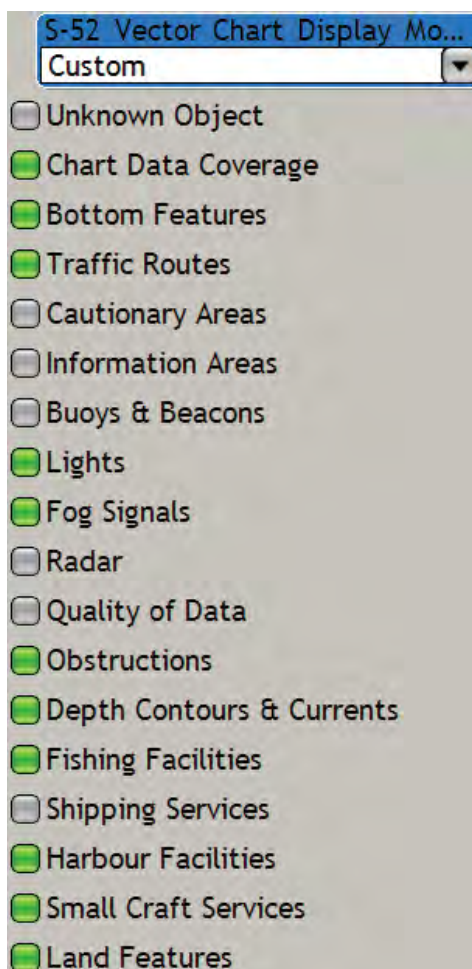 S-52 Vector Chart Display Mo...
Custom
Unknown Object
Chart Data Coverage
Bottom Features
Traffic Routes
Cautionary Areas
Information Areas
Buoys & Beacons
Lights
Fog Signals
Radar
Quality of Data
Obstructions
Depth Contours & Currents
Fishing Facilities
Shipping Services
Harbour Facilities
Small Craft Services
Land Features